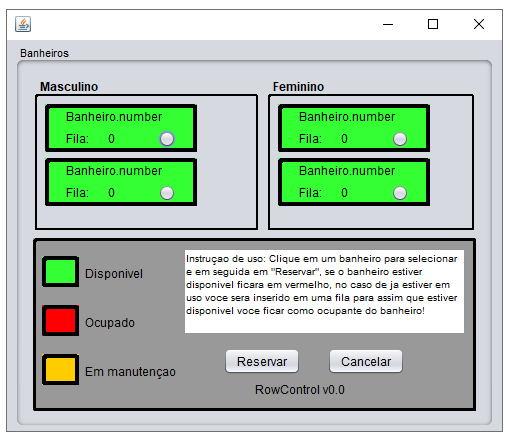 Banheiros
Masculino
Banheiro.number
Fila: 0
Banheiro.number
Fila: 0
Feminino
Banheiro.number
Fila: 0
Banheiro.number
Fila: 0
Disponivel
Ocupado
Em manutençao
Instruçao de uso: Clique em um banheiro para selecionar
e em seguida em "Reservar", se o banheiro estiver
disponivel ficara em vermelho, no caso de ja estiver em
uso voce sera inserido em uma fila para assim que estiver
disponivel voce ficar como ocupante do banheiro!
Reservar
Cancelar
RowControl v0.0